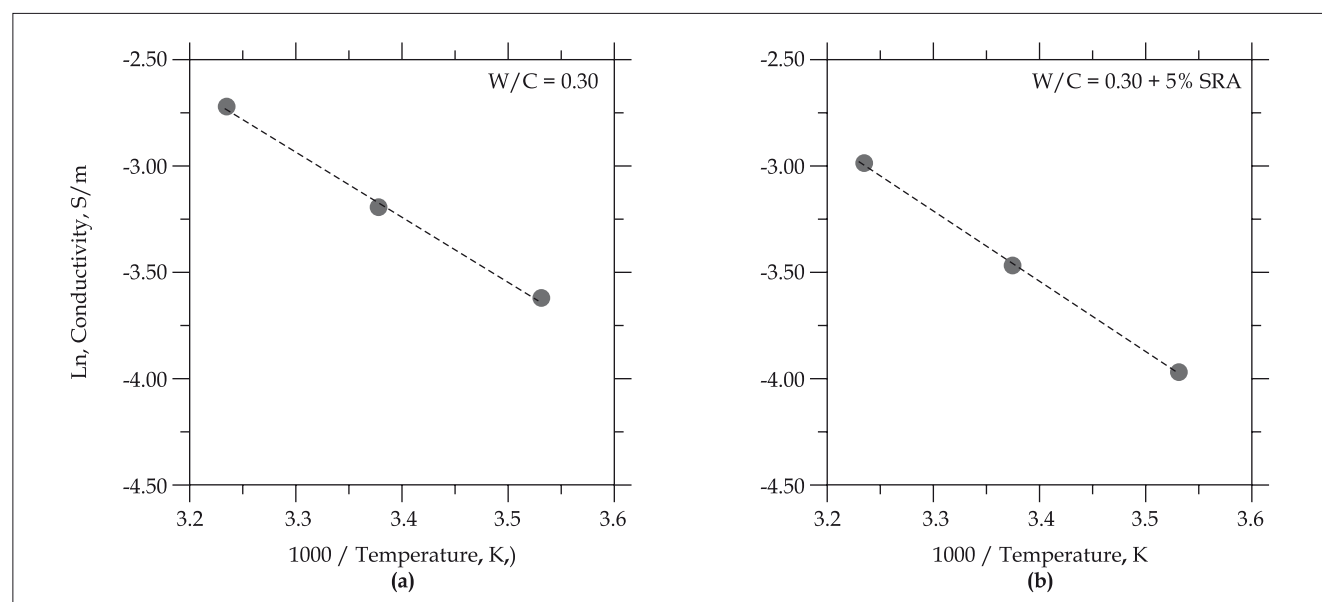 W/C = 0.30
Ln, Conductivity, S/m
-2.50
-3.00
-3.50
-4.00
-4.50
3.2 3.3 3.4 3.5 3.6
1000 / Temperature, K,)
(a)
W/C = 0.30 + 5% SRA
-2.50
-3.00
-3.50
-4.00
-4.50
3.2 3.3 3.4 3.5 3.6
1000 / Temperature, K
(b)